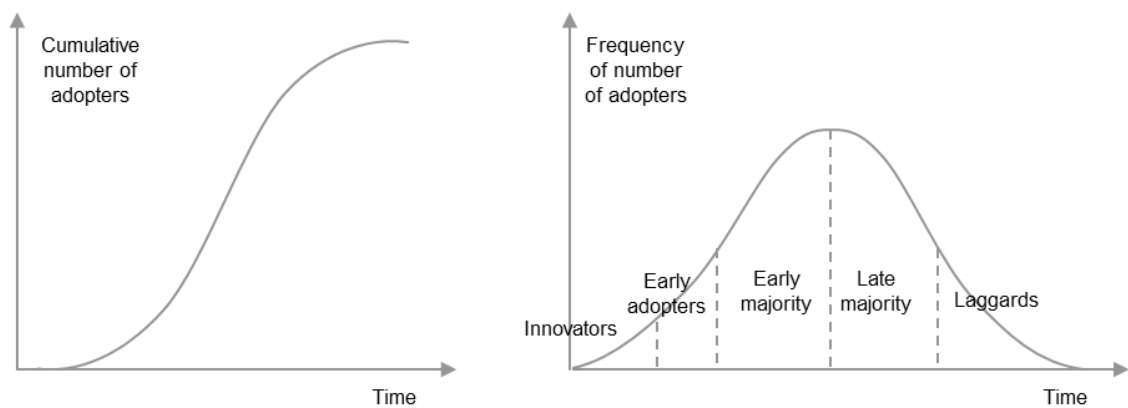 Cumulative
number of
adopters
Time
Frequency
of number
of adopters
Innovators
Early
adopters
Early
majority
Late
majority
Laggards
Time